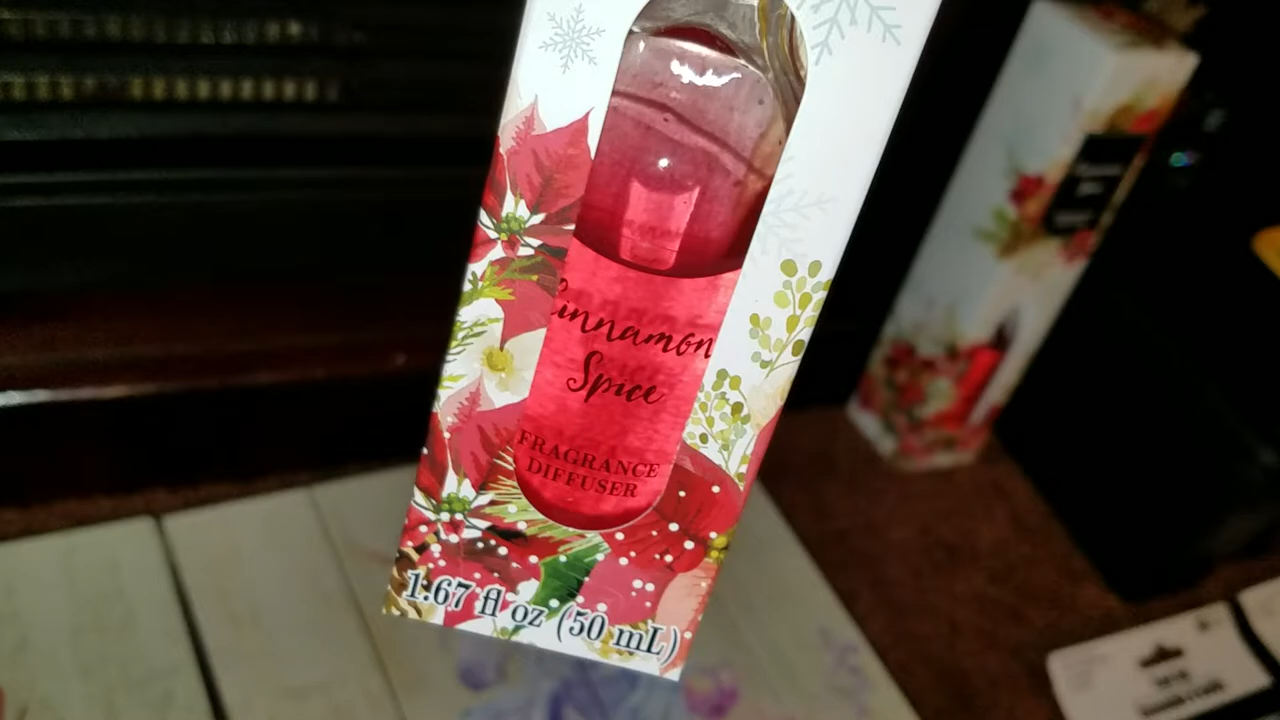 Cinnamon
Spice
FRAGRANCE
DIFFUSER
1.67 fl oz (50 mL)